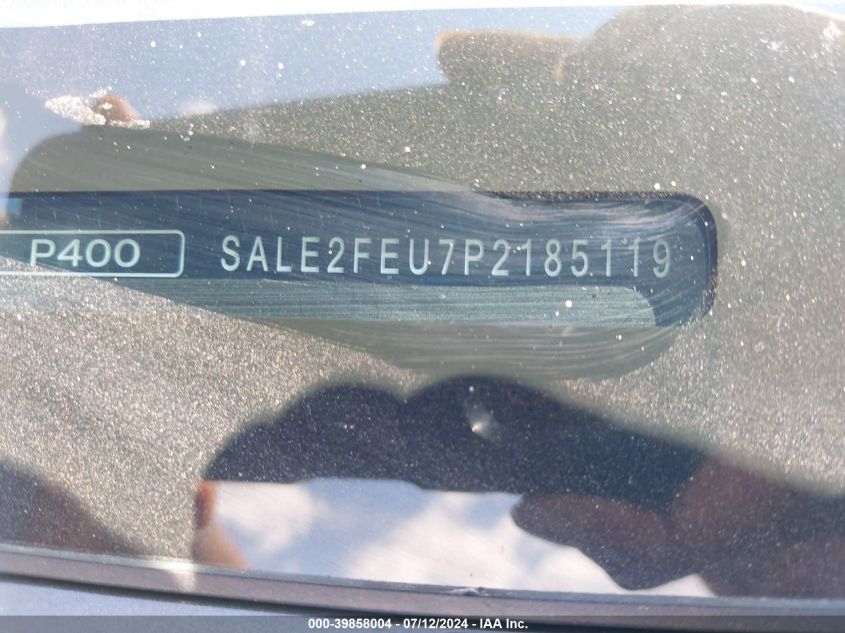 P400 SALE2FEU7P2185119
000-39858004 - 07/12/2024 - IAA Inc.